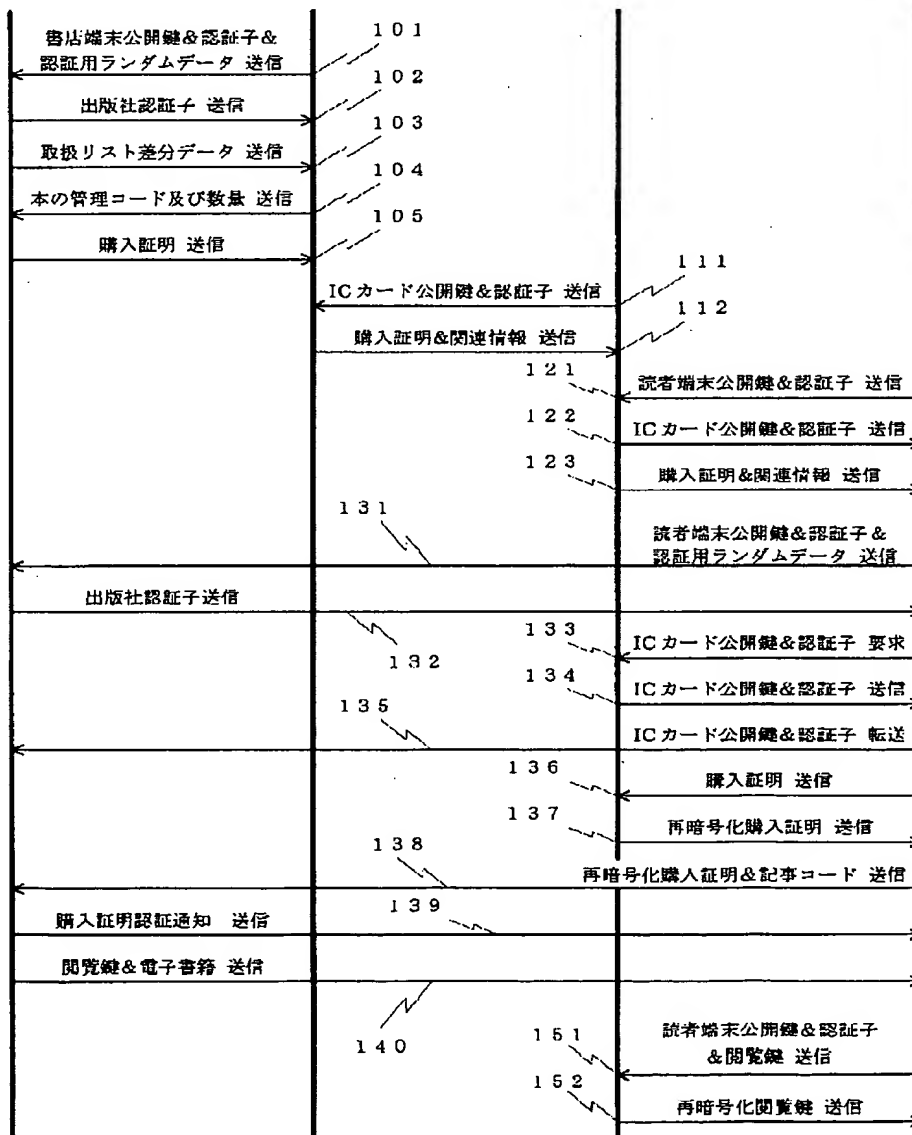 書店端末公開鍵&認証子&
認証用ランダムデータ 送信
101
出版社認証子 送信
102
取扱リスト差分データ 送信
103
本の管理コード及び数量 送信
104
購入証明 送信
105
ICカード公開鍵&認証子 送信
111
購入証明&関連情報 送信
112
121
読者端末公開鍵&認証子 送信
122
ICカード公開鍵&認証子 送信
123
購入証明&関連情報 送信
131
読者端末公開鍵&認証子&
認証用ランダムデータ 送信
出版社認証子送信
132
133
ICカード公開鍵&認証子 要求
134
ICカード公開鍵&認証子 送信
135
ICカード公開鍵&認証子 転送
136
購入証明 送信
137
再暗号化購入証明 送信
138
再暗号化購入証明&記事コード 送信
購入証明認証通知 送信
139
閲覧鍵&電子書籍 送信
140
151
読者端末公開鍵&認証子
&閲覧鍵 送信
152
再暗号化閲覧鍵 送信